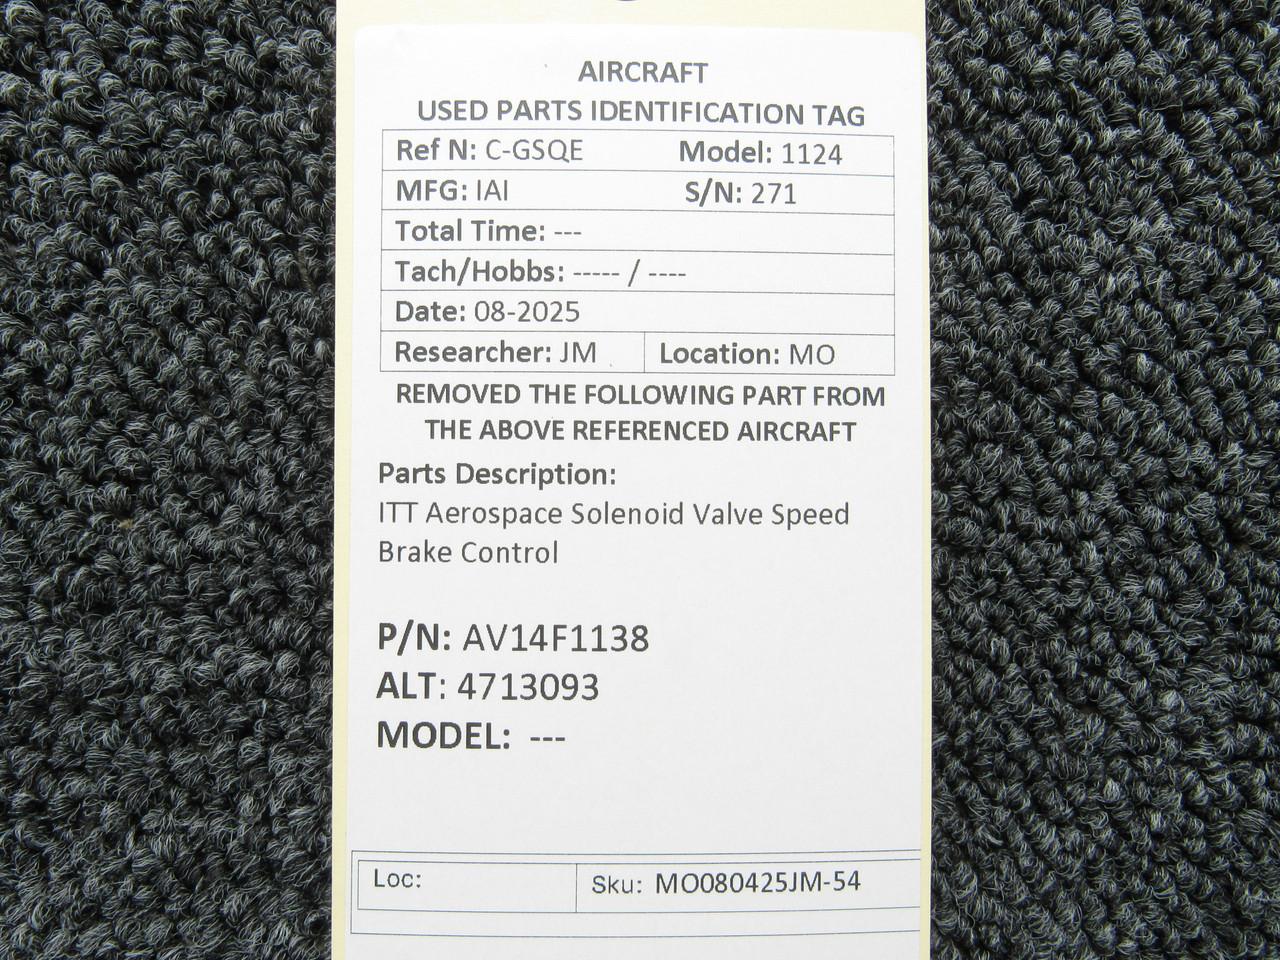 AIRCRAFT
USED PARTS IDENTIFICATION TAG
Ref N: C-GSQE Model: 1124
MFG: IAI S/N: 271
Total Time: ---
Tach/Hobbs: ----- / ----
Date: 08-2025
Researcher: JM Location: MO
REMOVED THE FOLLOWING PART FROM
THE ABOVE REFERENCED AIRCRAFT
Parts Description:
ITT Aerospace Solenoid Valve Speed
Brake Control
P/N: AV14F1138
ALT: 4713093
MODEL: ---
Loc: Sku: MO080425JM-54